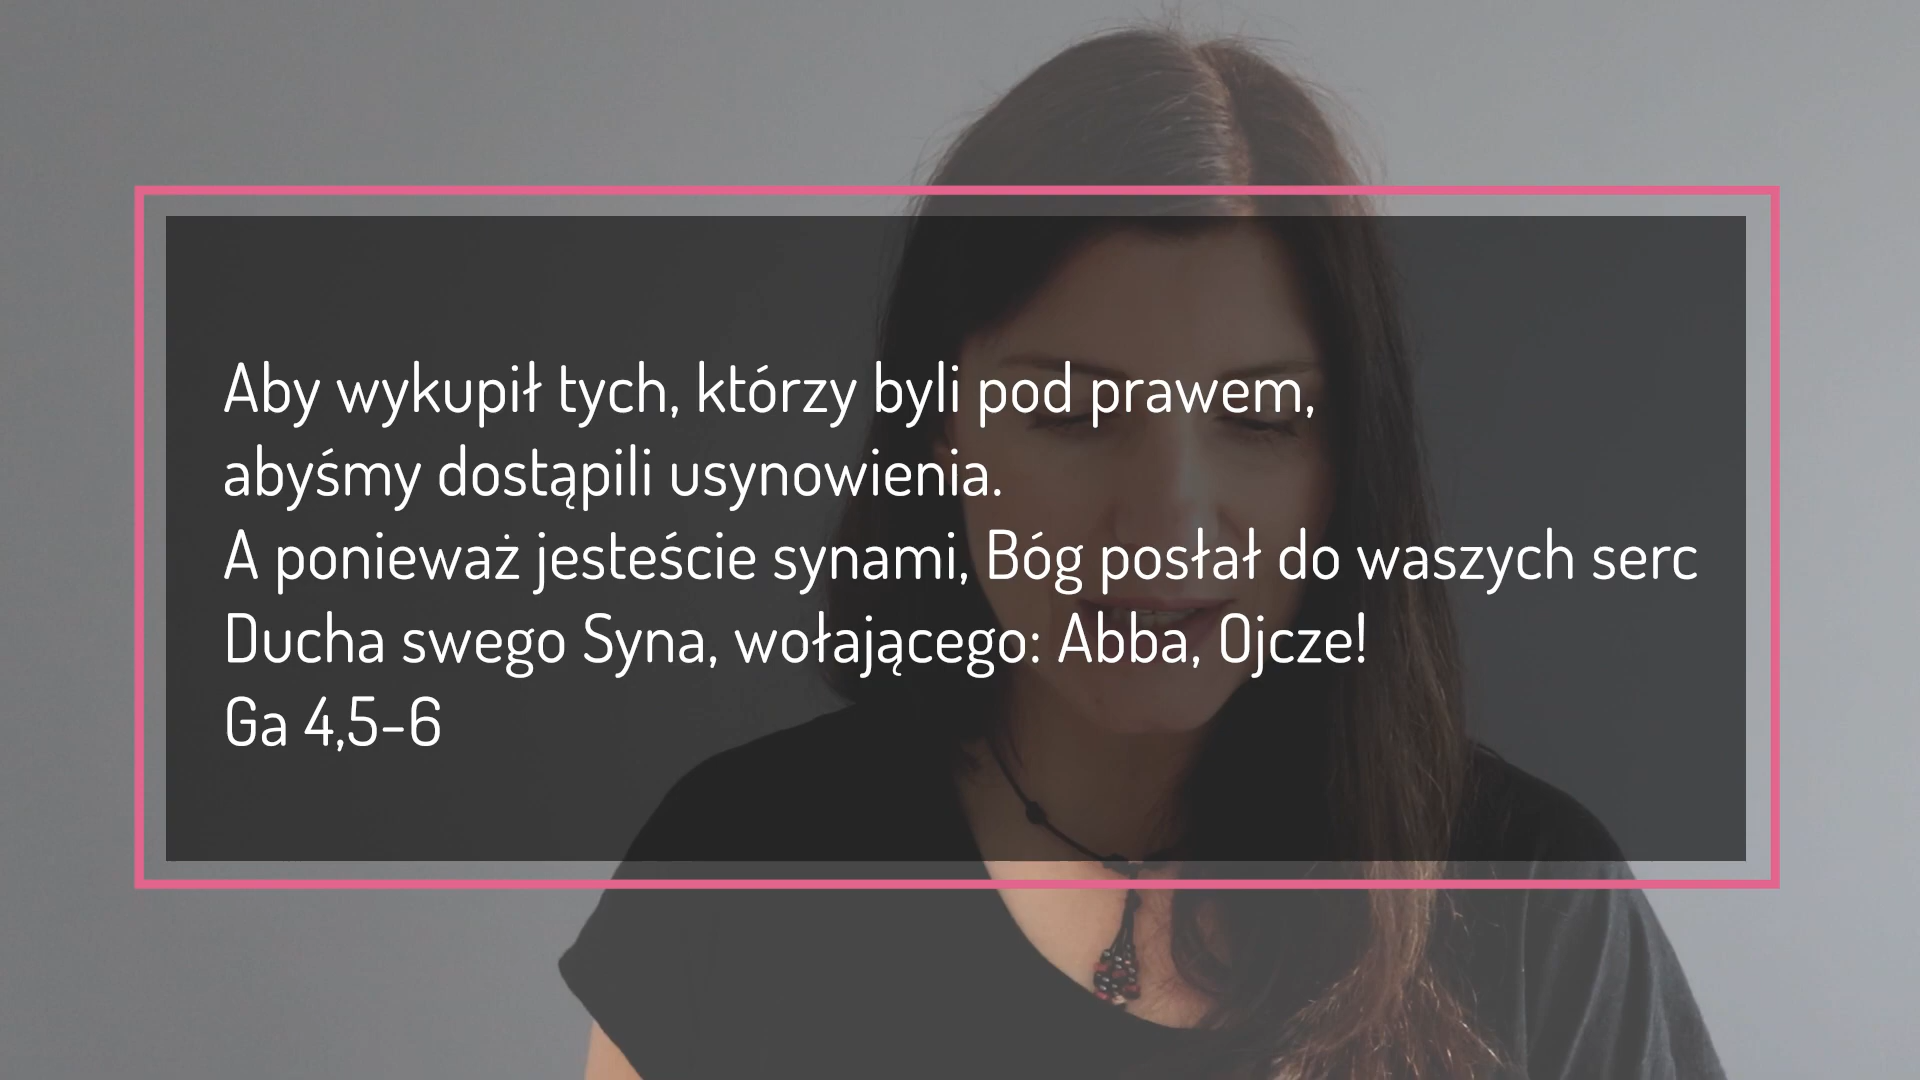 Aby wykupił tych, którzy byli pod prawem,
abyśmy dostąpili usynowienia.
A ponieważ jesteście synami, Bóg posłał do waszych serc
Ducha swego Syna, wołającego: Abba, Ojcze!
Ga 4,5-6